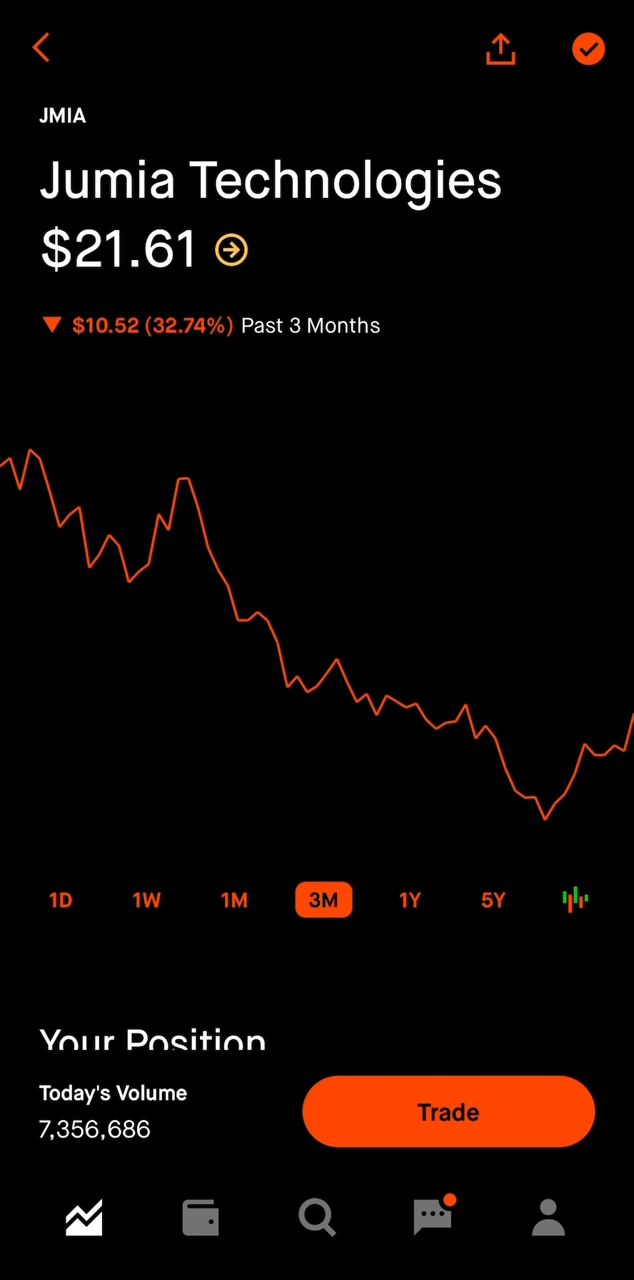 JMIA
Jumia Technologies
$21.61
▼ $10.52 (32.74%) Past 3 Months
1D 1W 1M 3M 1Y 5Y
Your Position
Today's Volume
7,356,686
Trade